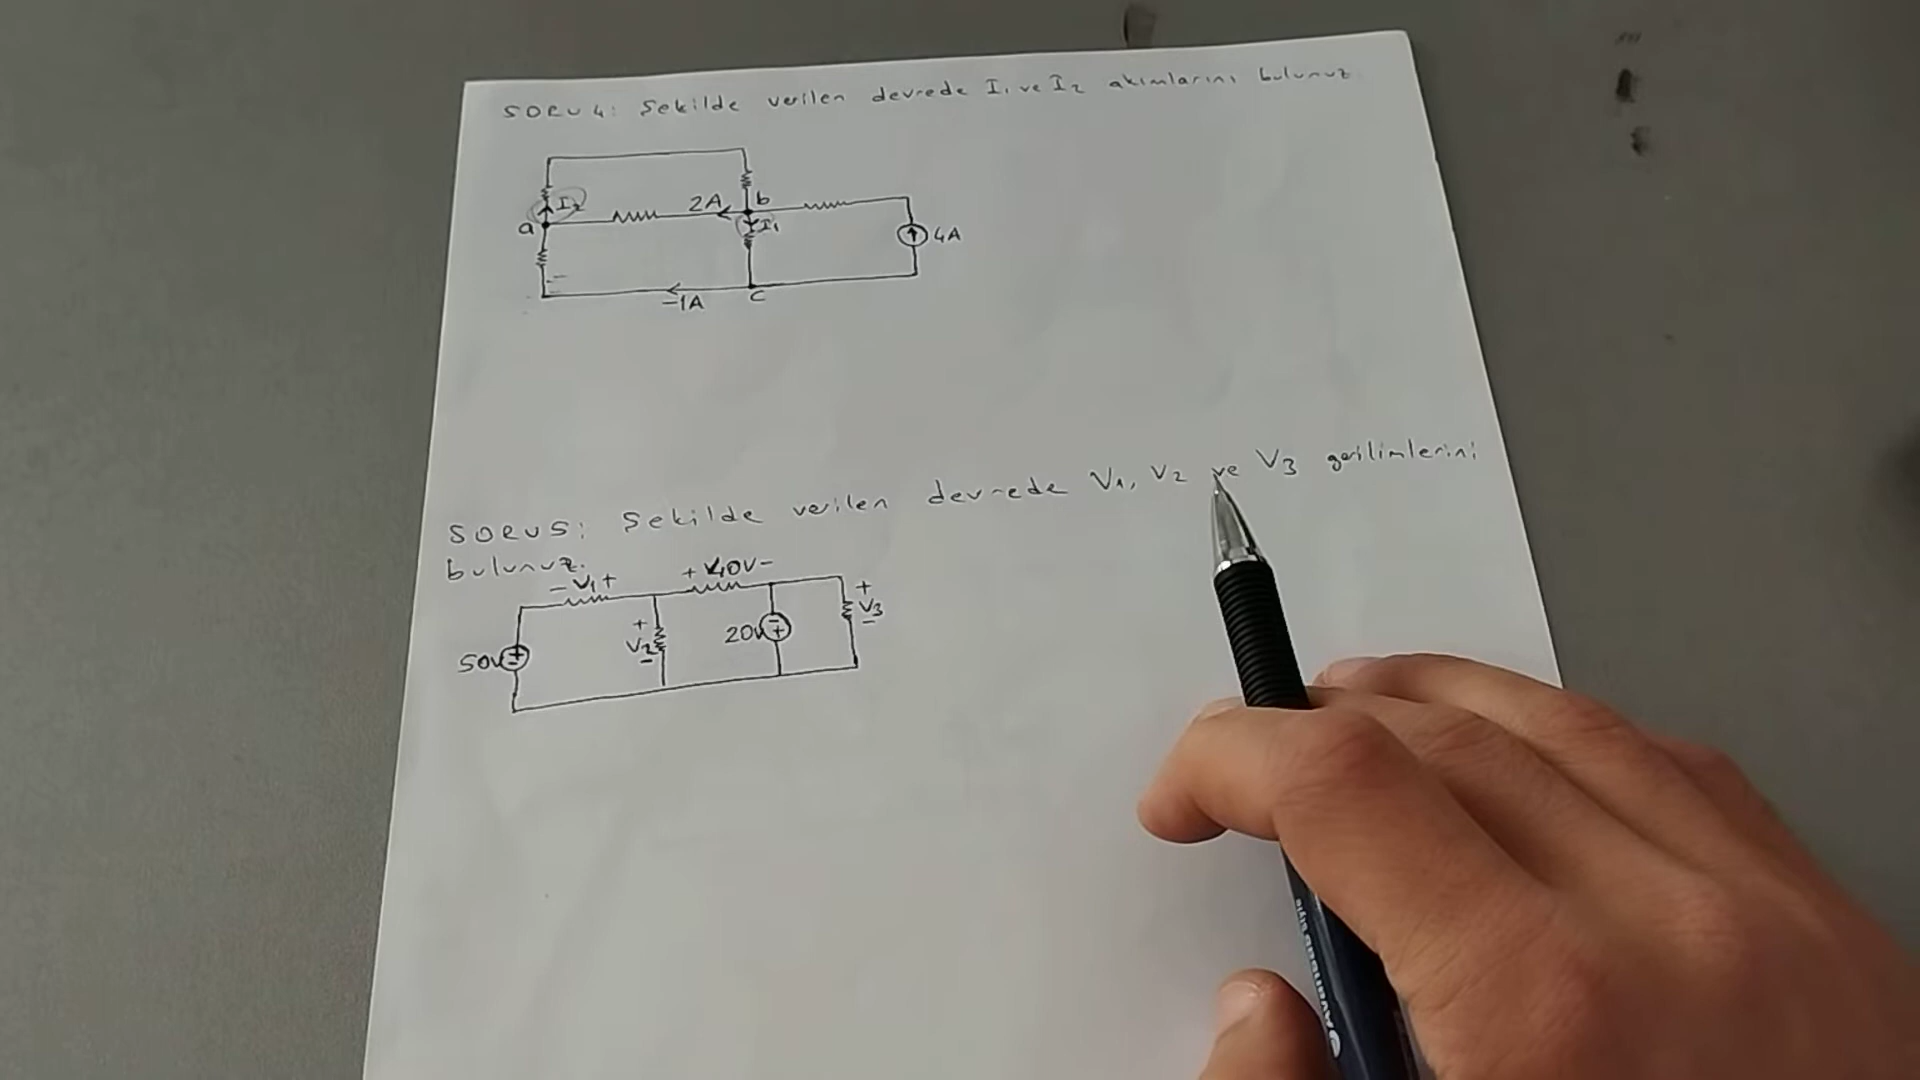 SORU 4: Şekilde verilen devrede I1 ve I2 akımlarını bulunuz
I2
2A
b
a
I1
4A
-1A
C
SORU 5: Şekilde verilen devrede V1, V2 ve V3 gerilimlerini
bulunuz.
- V1 +
+ 40V -
+
V2
-
50V
+
-
20V
-
+
+
V3
-